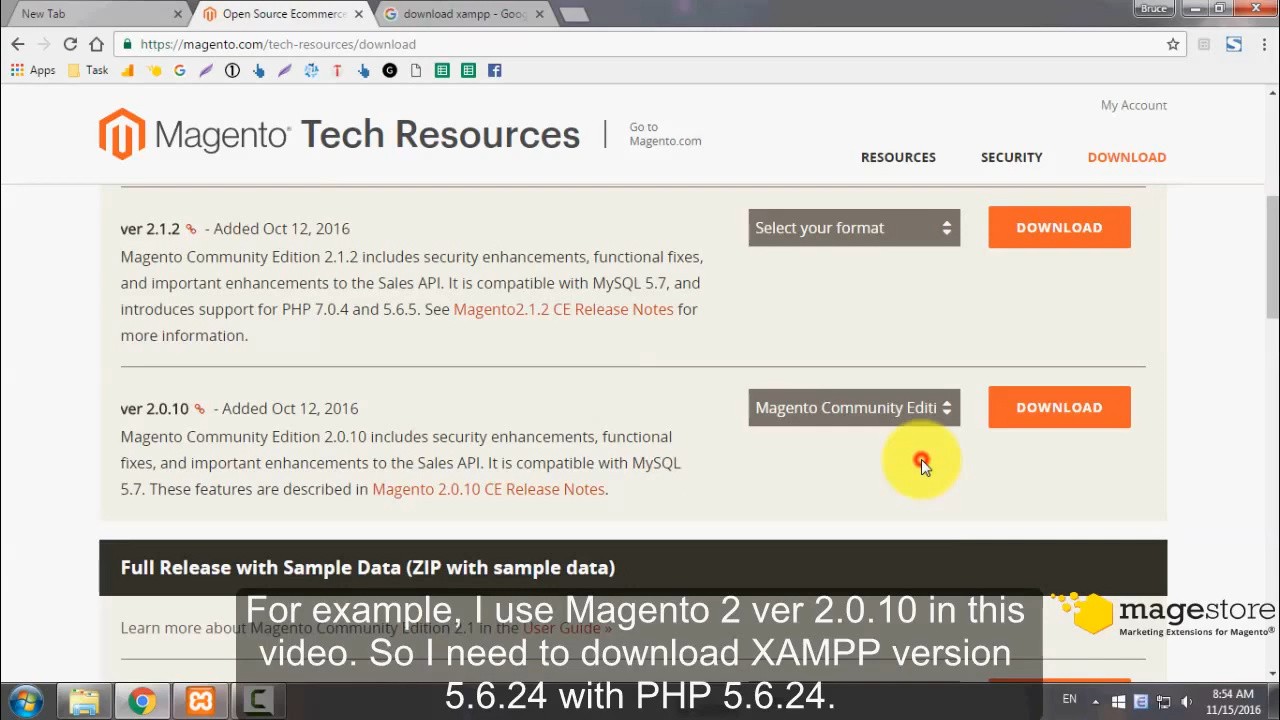 New Tab
Open Source Ecommerce
download xampp - Goog
Bruce
https://magento.com/tech-resources/download
Apps
Task
My Account
Magento® Tech Resources
Go to
Magento.com
RESOURCES
SECURITY
DOWNLOAD
ver 2.1.2 - Added Oct 12, 2016
Select your format
DOWNLOAD
Magento Community Edition 2.1.2 includes security enhancements, functional fixes,
and important enhancements to the Sales API. It is compatible with MySQL 5.7, and
introduces support for PHP 7.0.4 and 5.6.5. See Magento2.1.2 CE Release Notes for
more information.
ver 2.0.10 - Added Oct 12, 2016
Magento Community Editi
DOWNLOAD
Magento Community Edition 2.0.10 includes security enhancements, functional
fixes, and important enhancements to the Sales API. It is compatible with MySQL
5.7. These features are described in Magento 2.0.10 CE Release Notes.
Full Release with Sample Data (ZIP with sample data)
Learn more about Magento Community Edition 2.1 in the User Guide »
For example, I use Magento 2 ver 2.0.10 in this
video. So I need to download XAMPP version
5.6.24 with PHP 5.6.24.
magestore
Marketing Extensions for Magento®
EN
8:54 AM
11/15/2016